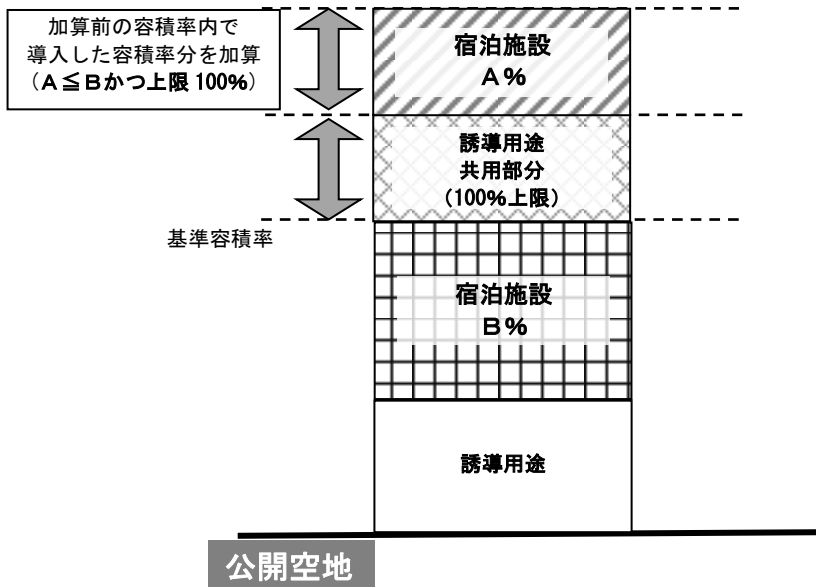 加算前の容積率内で
導入した容積率分を加算
(A≦Bかつ上限 100%)
宿泊施設
A%
誘導用途
共用部分
(100%上限)
基準容積率
宿泊施設
B%
誘導用途
公開空地